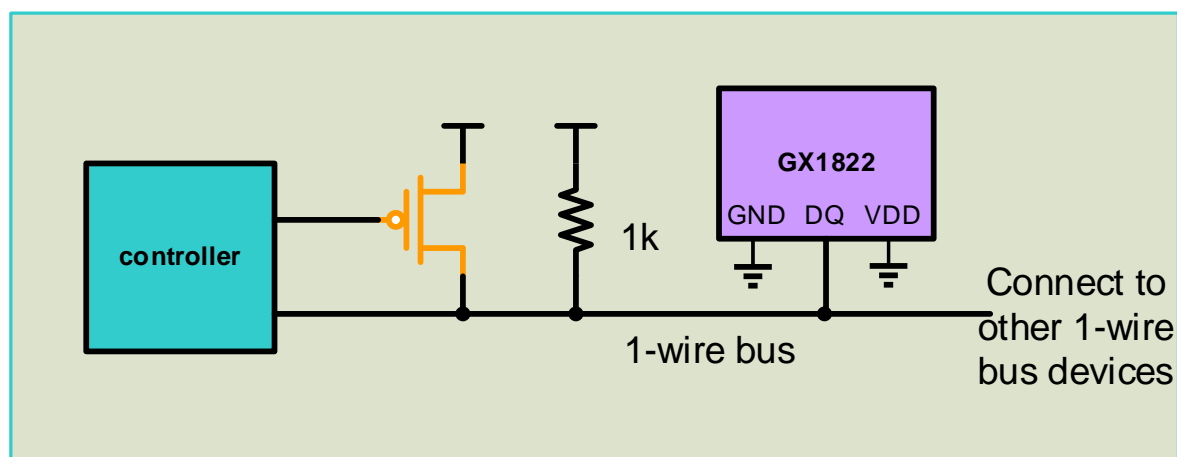 controller
1k
GX1822
GND DQ VDD
1-wire bus
Connect to
other 1-wire
bus devices